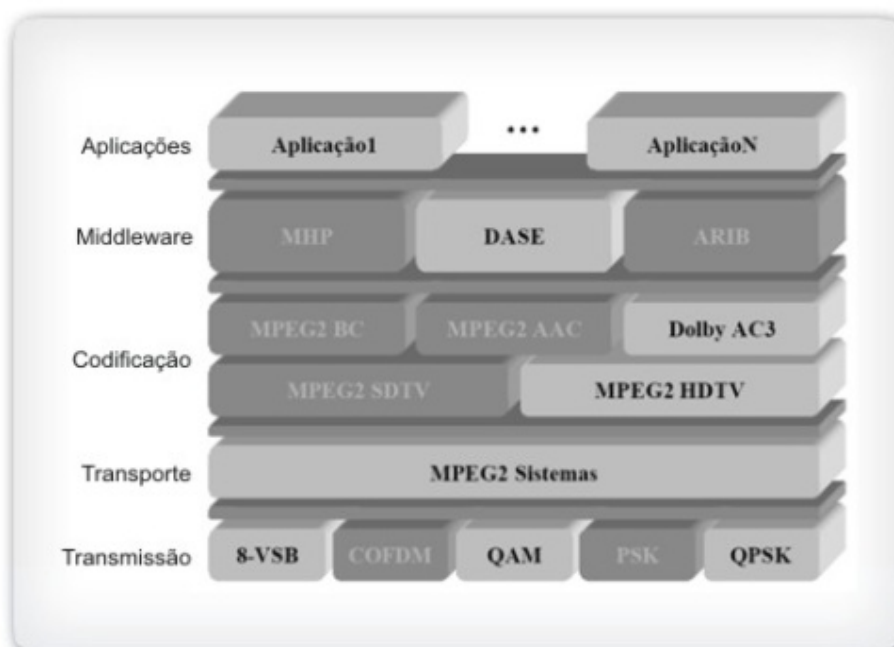 Aplicações
Aplicação1 ... AplicaçãoN
Middleware
MHP DASE ARIB
Codificação
MPEG2 BC MPEG2 AAC Dolby AC3
MPEG2 SDTV MPEG2 HDTV
Transporte
MPEG2 Sistemas
Transmissão
8-VSB COFDM QAM PSK QPSK